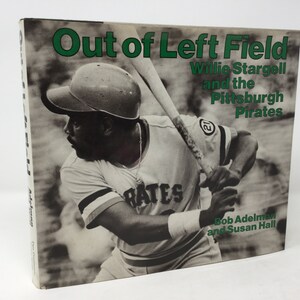 Out of Left Field
Willie Stargell
and the
Pittsburgh
Pirates
RATES
Bob Adelman
and Susan Hall